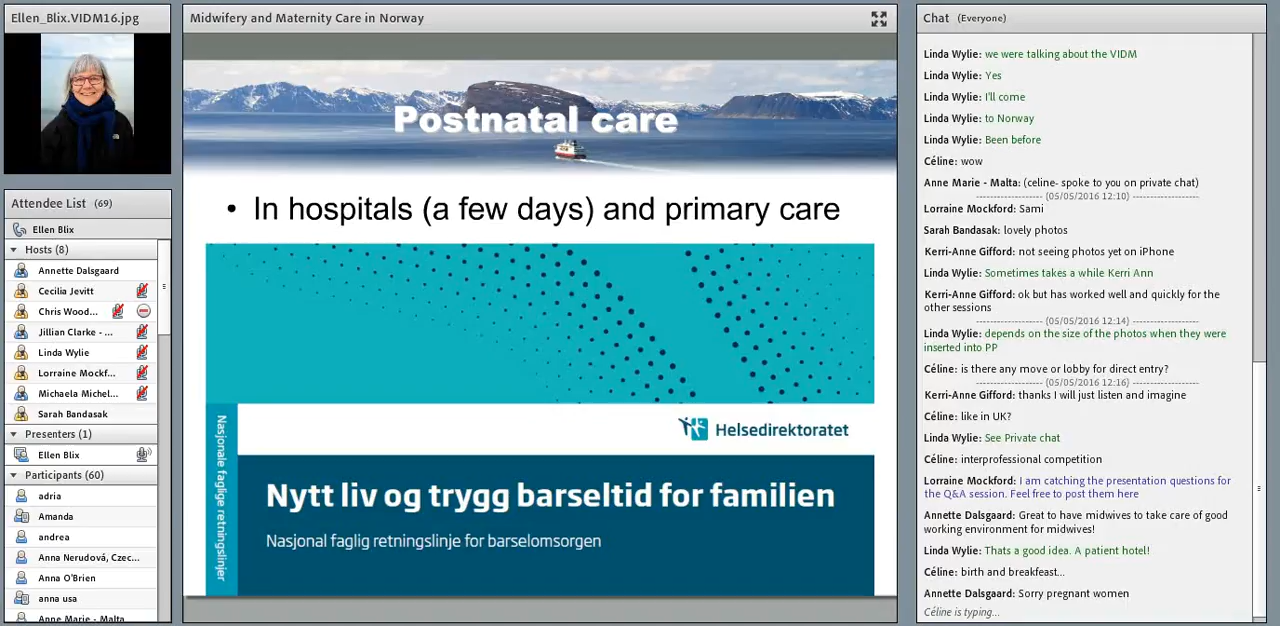 Ellen_Blix.VIDM16.jpg
Attendee List (69)
Ellen Blix
Hosts (8)
Annette Dalsgaard
Cecilia Jevitt
Chris Wood...
Jillian Clarke - ...
Linda Wylie
Lorraine Mockf...
Michaela Michel...
Sarah Bandasak
Presenters (1)
Ellen Blix
Participants (60)
adria
Amanda
andrea
Anna Nerudová, Czec...
Anna O'Brien
anna usa
Anne Marie - Malta
Midwifery and Maternity Care in Norway
Postnatal care
• In hospitals (a few days) and primary care
Nasjonale faglige retningslinjer
Helsedirektoratet
Nytt liv og trygg barseltid for familien
Nasjonal faglig retningslinje for barselomsorgen
Chat (Everyone)
Linda Wylie: we were talking about the VIDM
Linda Wylie: Yes
Linda Wylie: I'll come
Linda Wylie: to Norway
Linda Wylie: Been before
Céline: wow
Anne Marie - Malta: (celine- spoke to you on private chat)
------------------- (05/05/2016 12:10) -------------------
Lorraine Mockford: Sami
Sarah Bandasak: lovely photos
Kerri-Anne Gifford: not seeing photos yet on iPhone
Linda Wylie: Sometimes takes a while Kerri Ann
Kerri-Anne Gifford: ok but has worked well and quickly for the
other sessions
------------------- (05/05/2016 12:14) -------------------
Linda Wylie: depends on the size of the photos when they were
inserted into PP
Céline: is there any move or lobby for direct entry?
------------------- (05/05/2016 12:16) -------------------
Kerri-Anne Gifford: thanks I will just listen and imagine
Céline: like in UK?
Linda Wylie: See Private chat
Céline: interprofessional competition
Lorraine Mockford: I am catching the presentation questions for
the Q&A session. Feel free to post them here
Annette Dalsgaard: Great to have midwives to take care of good
working environment for midwives!
Linda Wylie: Thats a good idea. A patient hotel!
Céline: birth and breakfeast...
Annette Dalsgaard: Sorry pregnant women
Céline is typing...